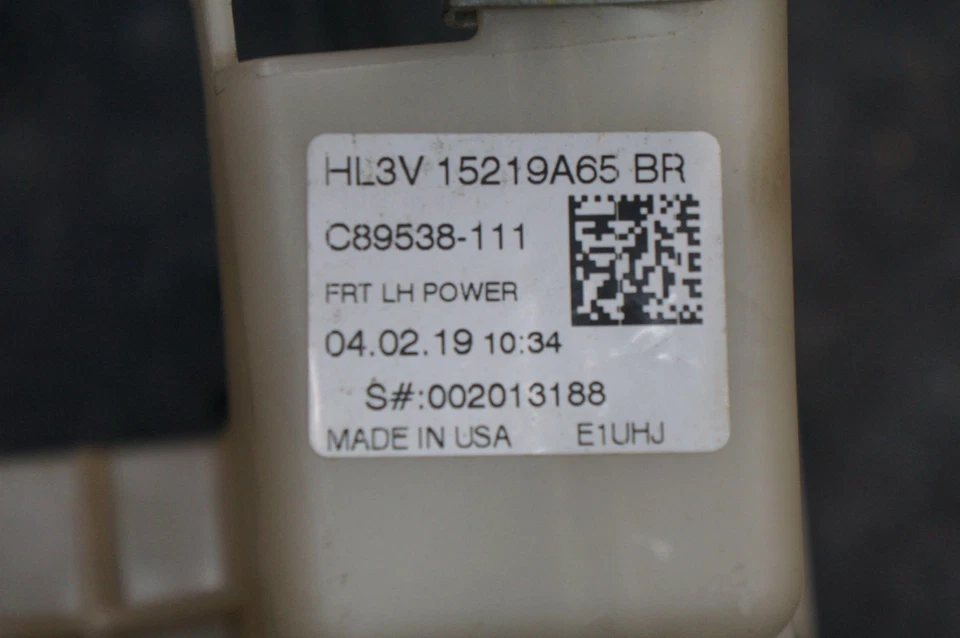 HL3V 15219A65 BR
C89538-111
FRT LH POWER
04.02.19 10:34
S#:002013188
MADE IN USA E1UHJ